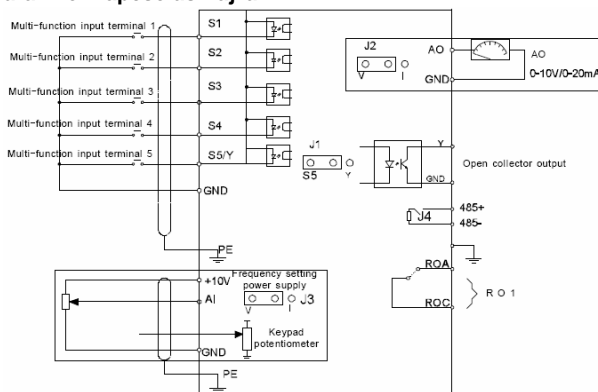 Multi-function input terminal 1
S1
Multi-function input terminal 2
S2
Multi-function input terminal 3
S3
Multi-function input terminal 4
S4
Multi-function input terminal 5
S5/Y
GND
PE
J1
S5
Y
J2
V
I
AO
GND
AO
0-10V/0-20mA
Y
GND
Open collector output
485+
485-
J4
ROA
ROC
R O 1
+10V
Frequency setting
power supply
AI
J3
V
I
Keypad
potentiometer
GND
PE